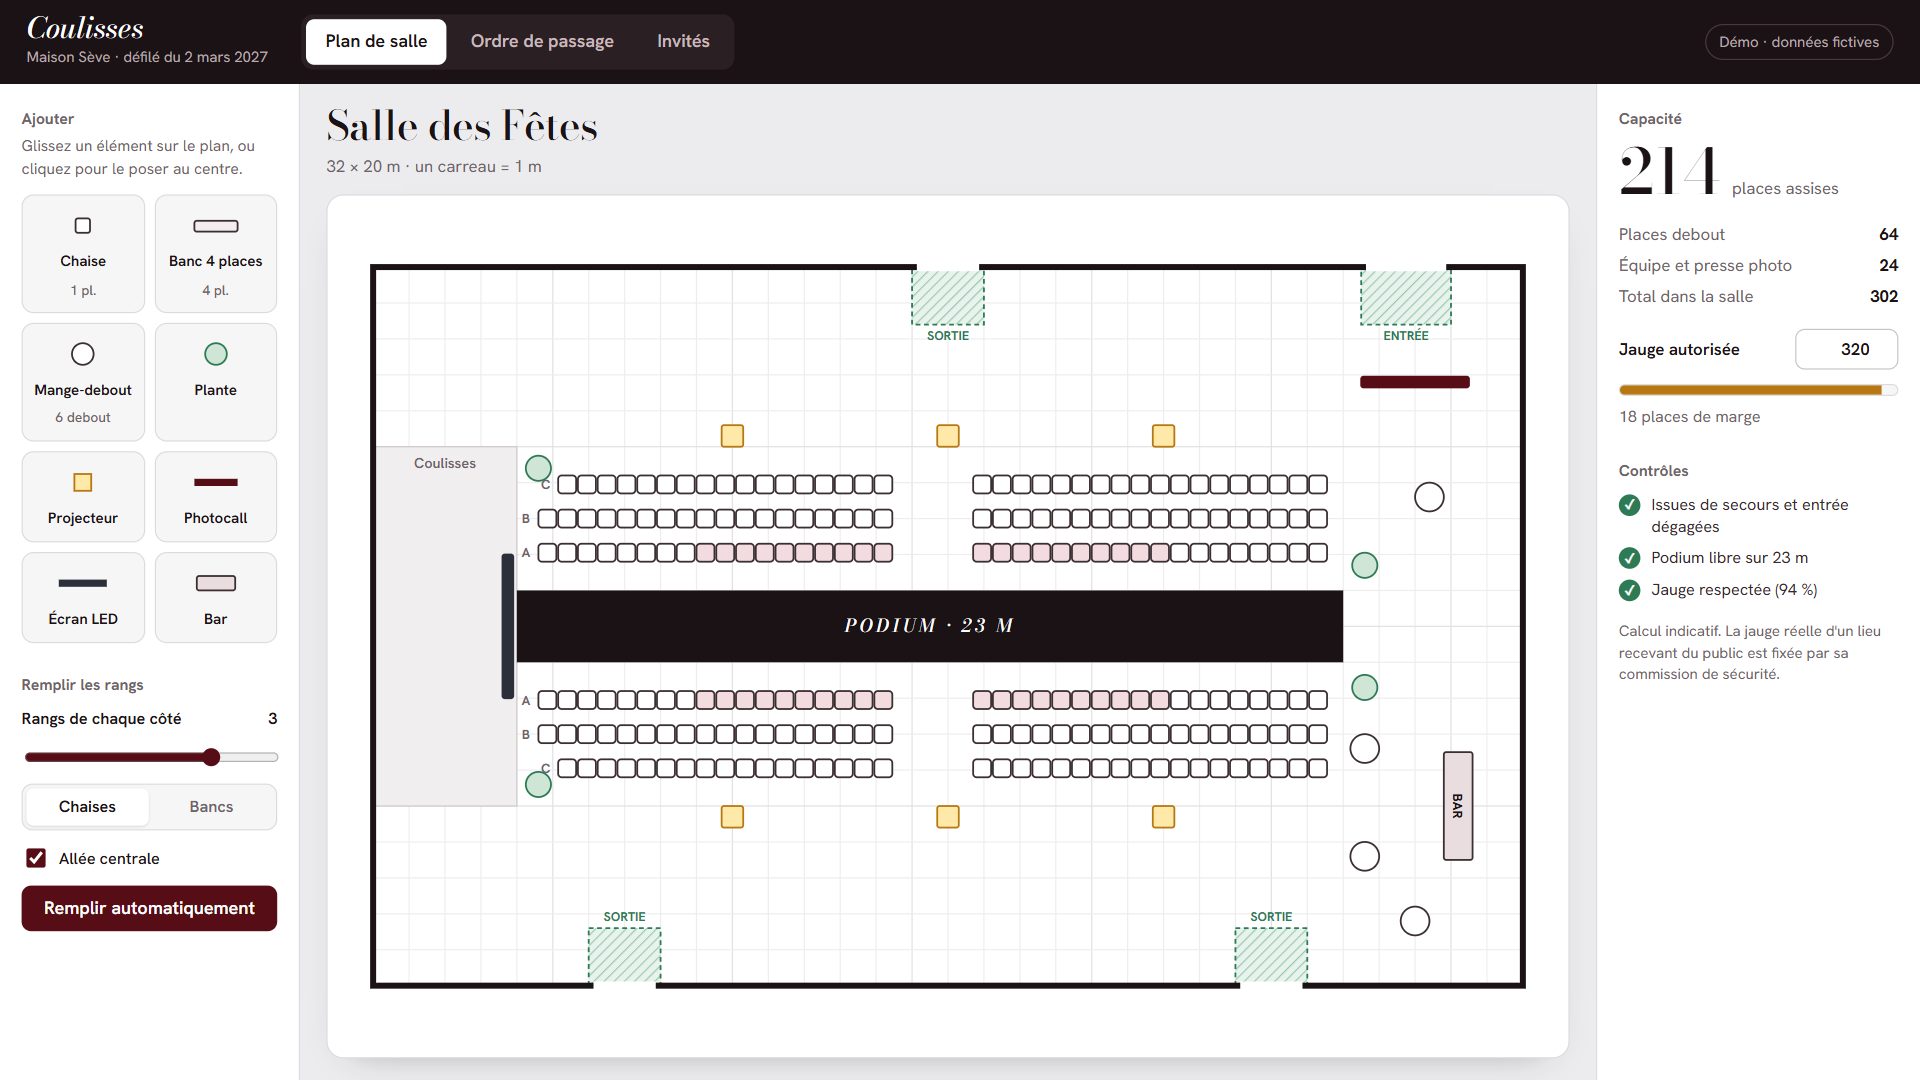 Coulisses
Maison Sève · défilé du 2 mars 2027
Plan de salle
Ordre de passage
Invités
Démo · données fictives
Ajouter
Glissez un élément sur le plan, ou
cliquez pour le poser au centre.
Chaise
1 pl.
Banc 4 places
4 pl.
Mange-debout
6 debout
Plante
Projecteur
Photocall
Écran LED
Bar
Remplir les rangs
Rangs de chaque côté
3
Chaises
Bancs
Allée centrale
Remplir automatiquement
Salle des Fêtes
32 × 20 m · un carreau = 1 m
SORTIE
ENTRÉE
Coulisses
C
B
A
PODIUM · 23 M
A
B
C
BAR
SORTIE
SORTIE
Capacité
214 places assises
Places debout
64
Équipe et presse photo
24
Total dans la salle
302
Jauge autorisée
320
18 places de marge
Contrôles
Issues de secours et entrée
dégagées
Podium libre sur 23 m
Jauge respectée (94 %)
Calcul indicatif. La jauge réelle d'un lieu
recevant du public est fixée par sa
commission de sécurité.